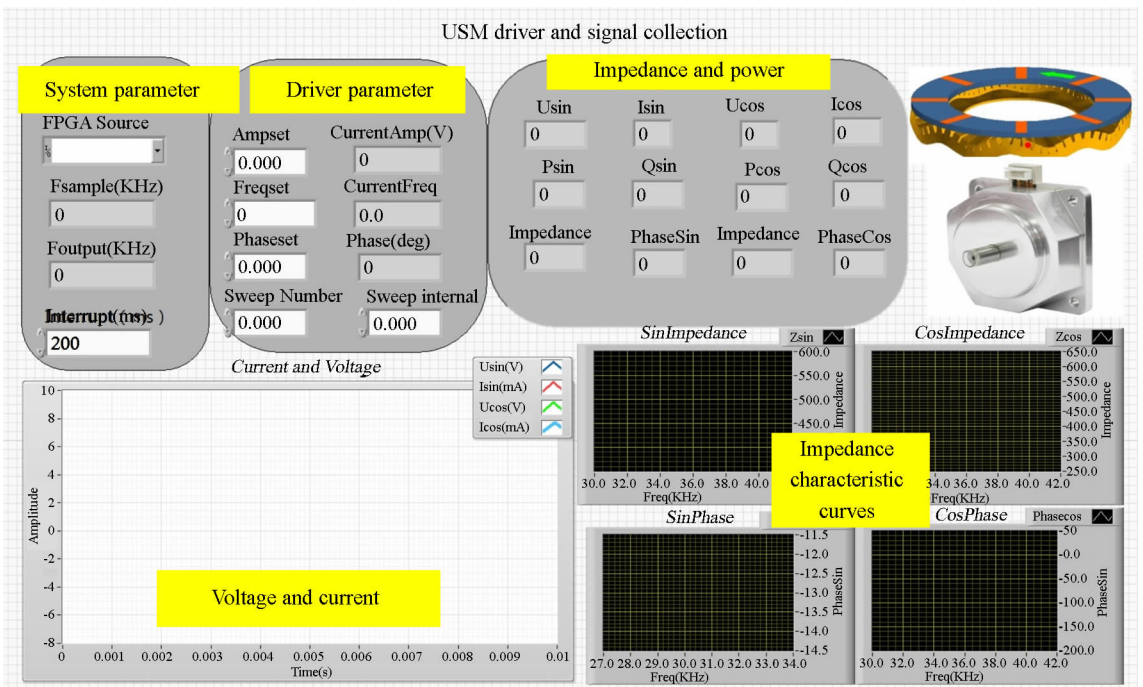 USM driver and signal collection
System parameter
FPGA Source
Fsample(KHz)
0
Foutput(KHz)
0
Interrupt(ms)
200
Driver parameter
Ampset
CurrentAmp(V)
0.000
0
Freqset
CurrentFreq
0
0.0
Phaseset
Phase(deg)
0.000
0
Sweep Number
Sweep internal
0.000
0.000
Impedance and power
Usin
Isin
Ucos
Icos
0
0
0
0
Psin
Qsin
Pcos
Qcos
0
0
0
0
Impedance
PhaseSin
Impedance
PhaseCos
0
0
0
0
Current and Voltage
Usin(V)
Isin(mA)
Ucos(V)
Icos(mA)
Amplitude
10
8
6
4
2
0
-2
-4
-6
-8
0 0.001 0.002 0.003 0.004 0.005 0.006 0.007 0.008 0.009 0.01
Time(s)
Voltage and current
SinImpedance
Zsin
600.0
550.0
500.0
450.0
Impedance
30.0 32.0 34.0 36.0 38.0 40.0
Freq(KHz)
CosImpedance
Zcos
650.0
600.0
550.0
500.0
450.0
400.0
350.0
300.0
250.0
Impedance
34.0 36.0 38.0 40.0 42.0
Freq(KHz)
Impedance
characteristic
curves
SinPhase
-11.5
-12.0
-12.5
-13.0
-13.5
-14.0
-14.5
PhaseSin
27.0 28.0 29.0 30.0 31.0 32.0 33.0 34.0
Freq(KHz)
CosPhase
Phasecos
50
0.0
-50.0
-100.0
-150.0
-200.0
PhaseSin
30.0 32.0 34.0 36.0 38.0 40.0 42.0
Freq(KHz)